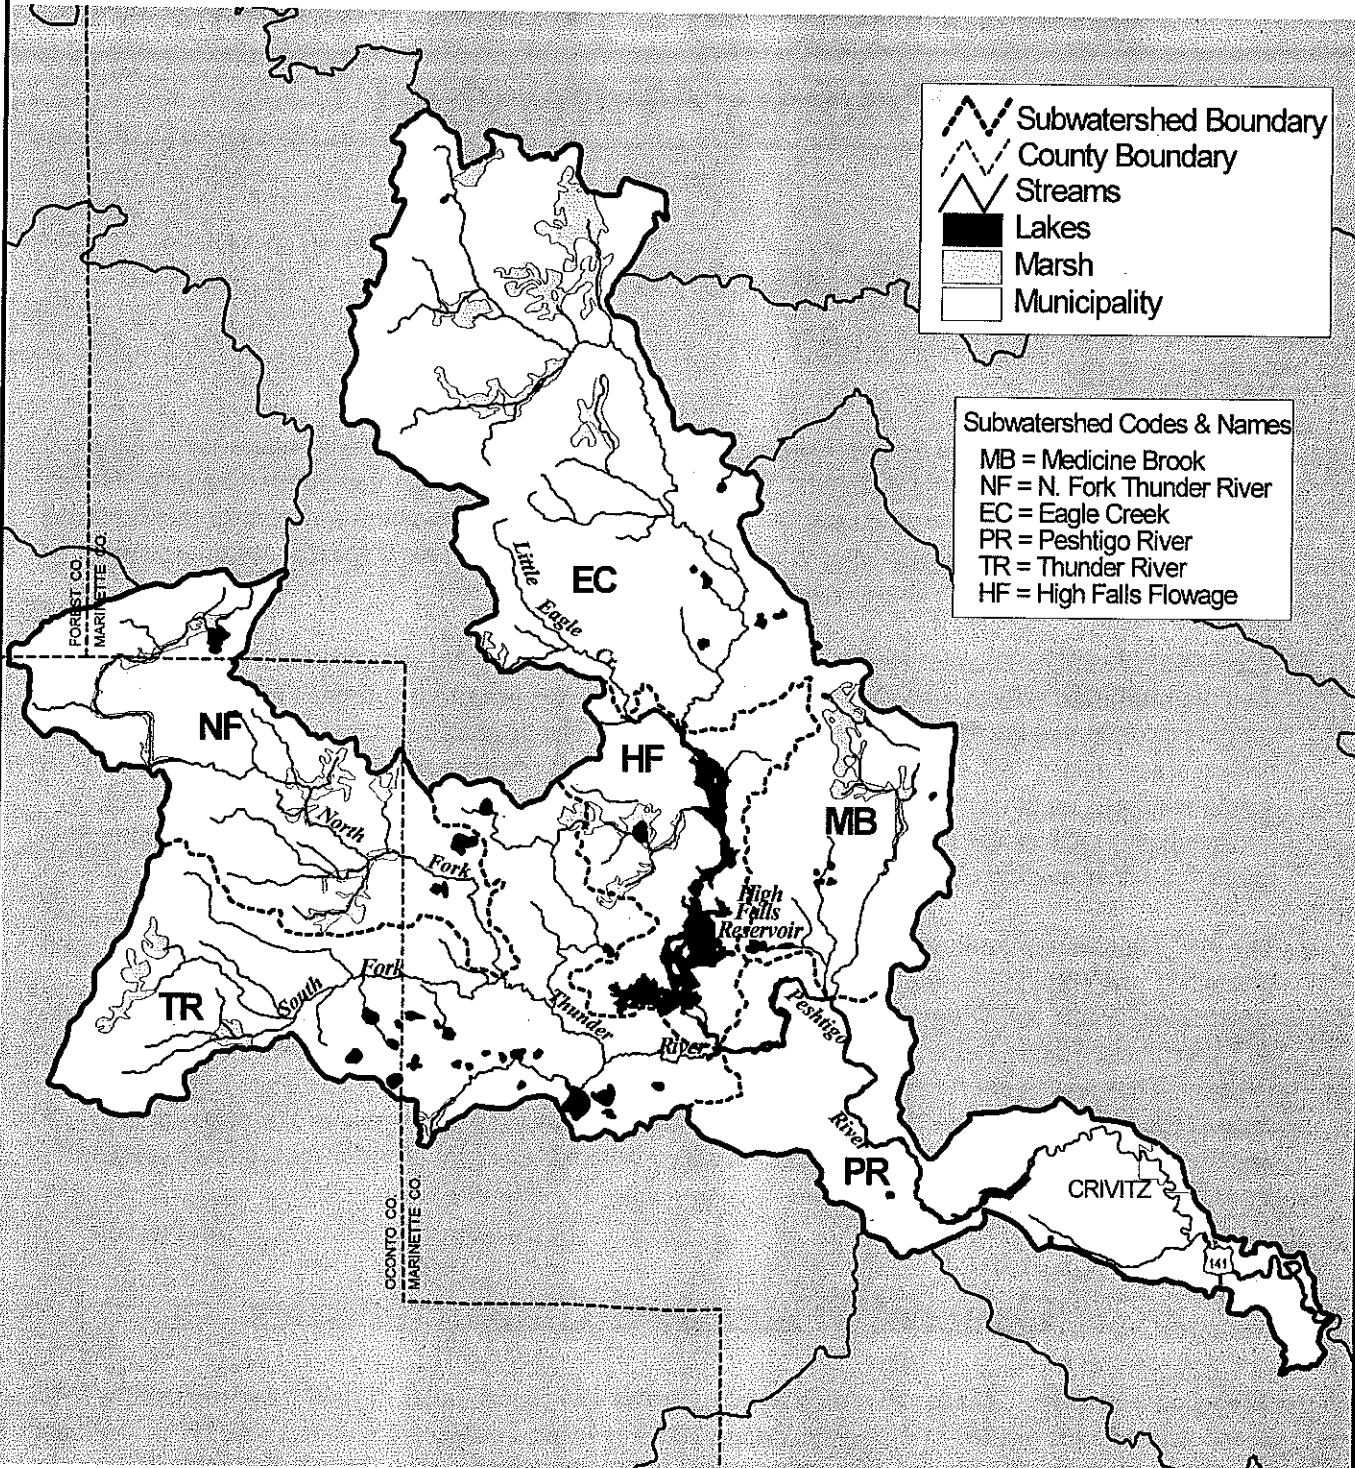 Subwatershed Boundary
County Boundary
Streams
Lakes
Marsh
Municipality
Subwatershed Codes & Names
MB = Medicine Brook
NF = N. Fork Thunder River
EC = Eagle Creek
PR = Peshtigo River
TR = Thunder River
HF = High Falls Flowage
FOREST CO.
MARINETTE CO.
Little
Eagle
EC
NF
HF
MB
North
Fork
High
Falls
Reservoir
TR
South
Fork
Thunder
River
Peshtigo
River
PR
CRIVITZ
141
OCONTO CO.
MARINETTE CO.